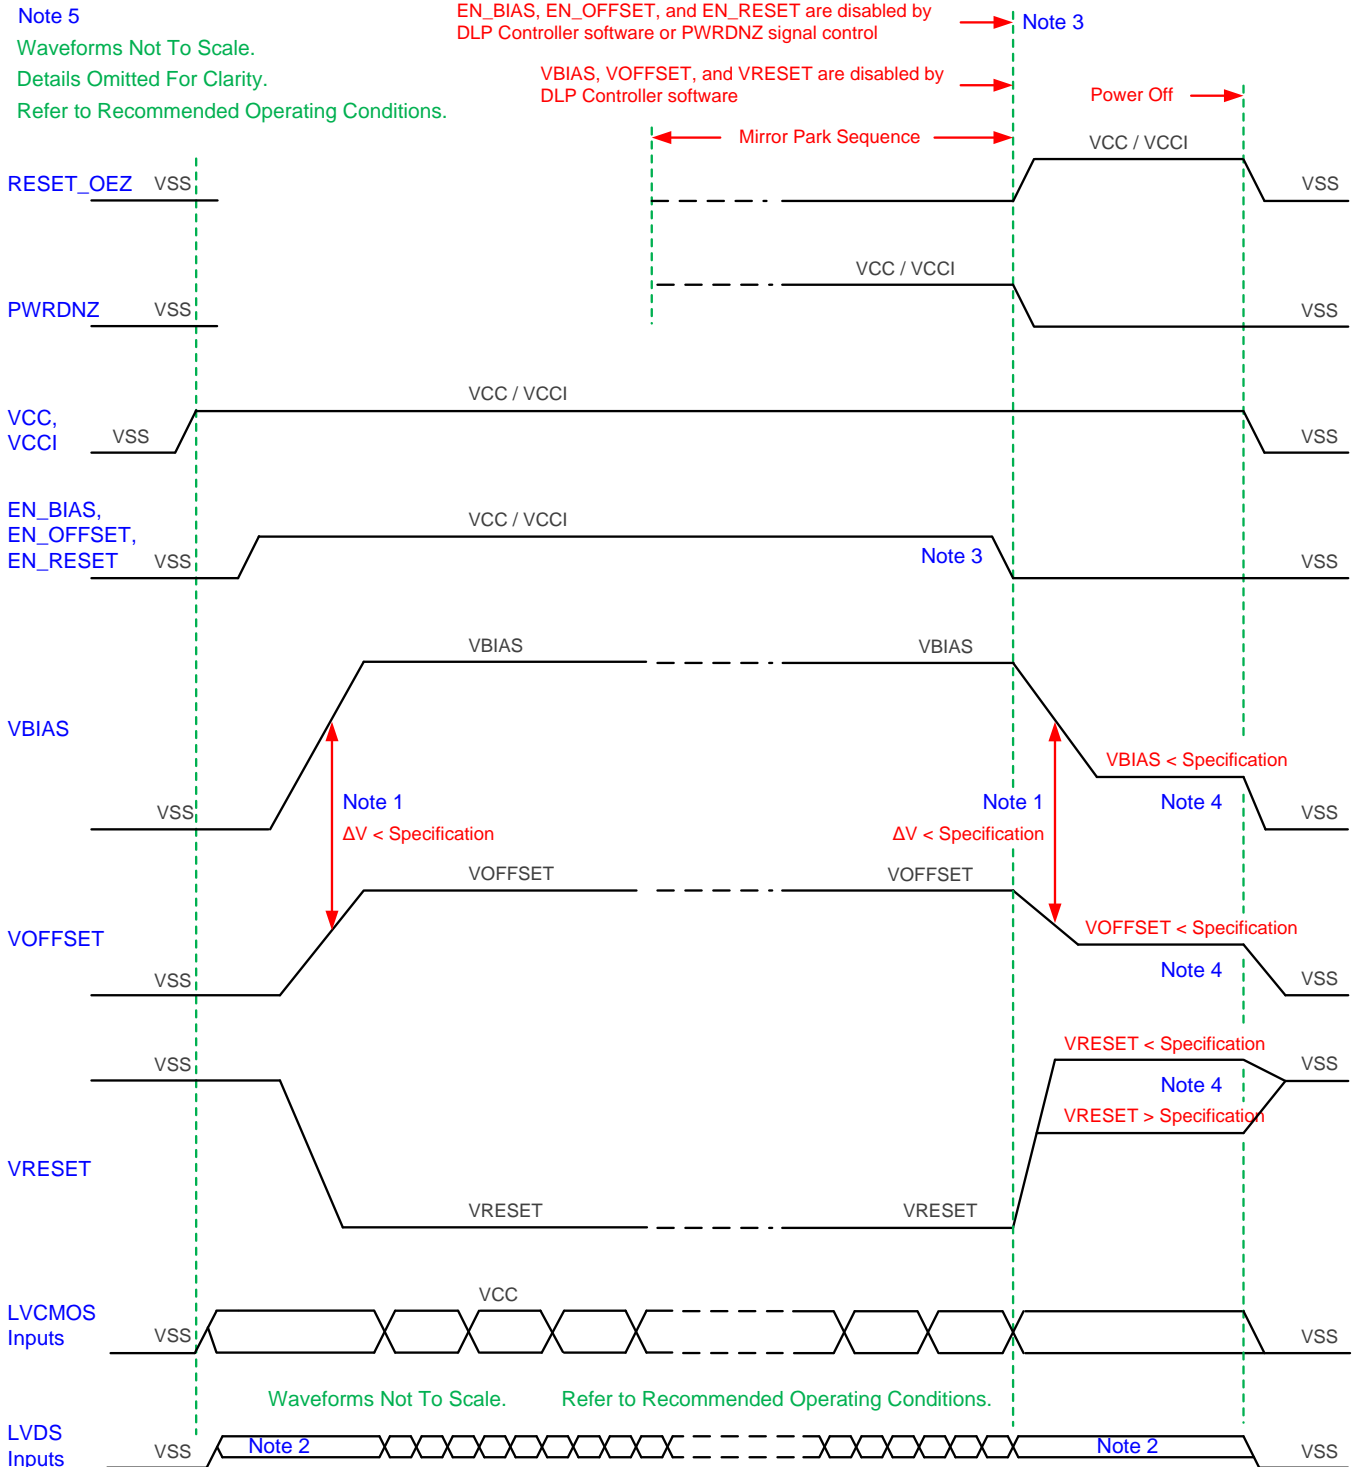 Note 5
Waveforms Not To Scale.
Details Omitted For Clarity.
Refer to Recommended Operating Conditions.
EN_BIAS, EN_OFFSET, and EN_RESET are disabled by
DLP Controller software or PWRDNZ signal control
Note 3
VBIAS, VOFFSET, and VRESET are disabled by
DLP Controller software
Power Off
Mirror Park Sequence
VCC / VCCI
RESET_OEZ
VSS
VSS
VCC / VCCI
PWRDNZ
VSS
VSS
VCC / VCCI
VCC,
VCCI
VSS
VSS
EN_BIAS,
EN_OFFSET,
EN_RESET
VSS
VCC / VCCI
Note 3
VSS
VBIAS
VBIAS
VBIAS
VBIAS < Specification
Note 4
VSS
Note 1
ΔV < Specification
Note 1
ΔV < Specification
VSS
VOFFSET
VOFFSET
VOFFSET
VOFFSET < Specification
Note 4
VSS
VSS
VSS
VRESET < Specification
Note 4
VRESET > Specification
VSS
VRESET
VRESET
VRESET
LVCMOS
Inputs
VSS
VCC
VSS
Waveforms Not To Scale.
Refer to Recommended Operating Conditions.
LVDS
Inputs
VSS
Note 2
Note 2
VSS